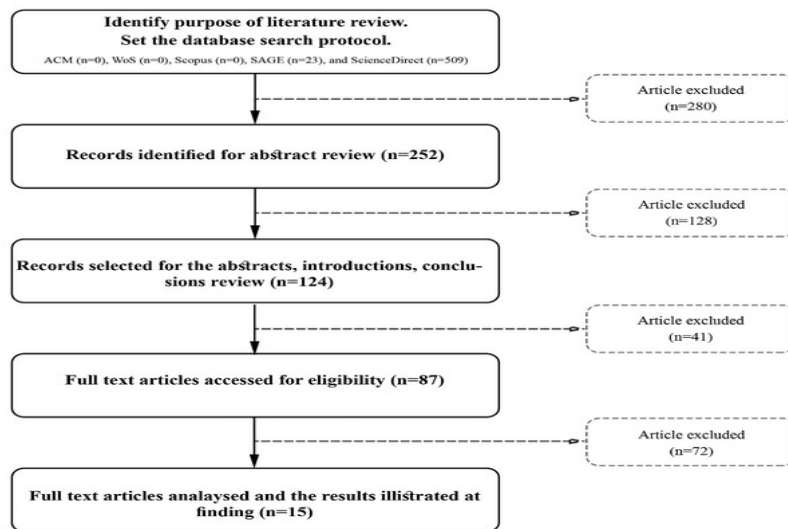 Identify purpose of literature review.
Set the database search protocol.
ACM (n=0), WoS (n=0), Scopus (n=0), SAGE (n=23), and ScienceDirect (n=509)
Article excluded
(n=280)
Records identified for abstract review (n=252)
Article excluded
(n=128)
Records selected for the abstracts, introductions, conclu-
sions review (n=124)
Article excluded
(n=41)
Full text articles accessed for eligibility (n=87)
Article excluded
(n=72)
Full text articles analaysed and the results illistrated at
finding (n=15)